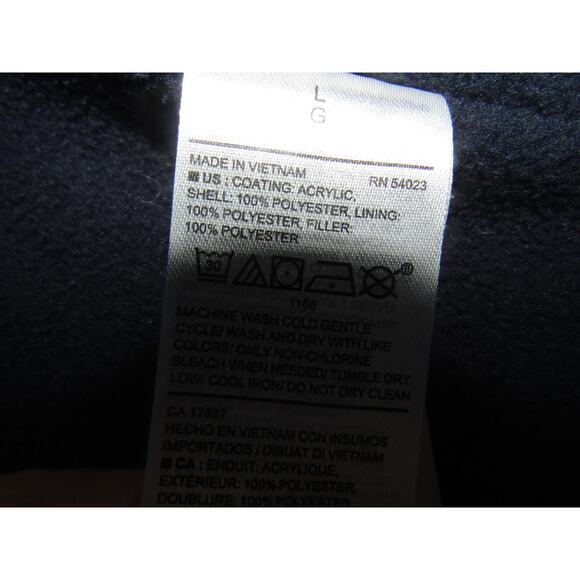 L
G
MADE IN VIETNAM RN 54023
US : COATING: ACRYLIC,
SHELL: 100% POLYESTER, LINING:
100% POLYESTER, FILLER:
100% POLYESTER
30
1166
MACHINE WASH COLD GENTLE
CYCLE/ WASH AND DRY WITH LIKE
COLORS/ ONLY NON-CHLORINE
BLEACH WHEN NEEDED/ TUMBLE DRY
LOW/ COOL IRON/ DO NOT DRY CLEAN
CA 17897
HECHO EN VIETNAM CON INSUMOS
IMPORTADOS / DIBUAT DI VIETNAM
CA : ENDUIT: ACRYLIQUE,
EXTÉRIEUR: 100% POLYESTER,
DOUBLURE: 100% POLYESTER